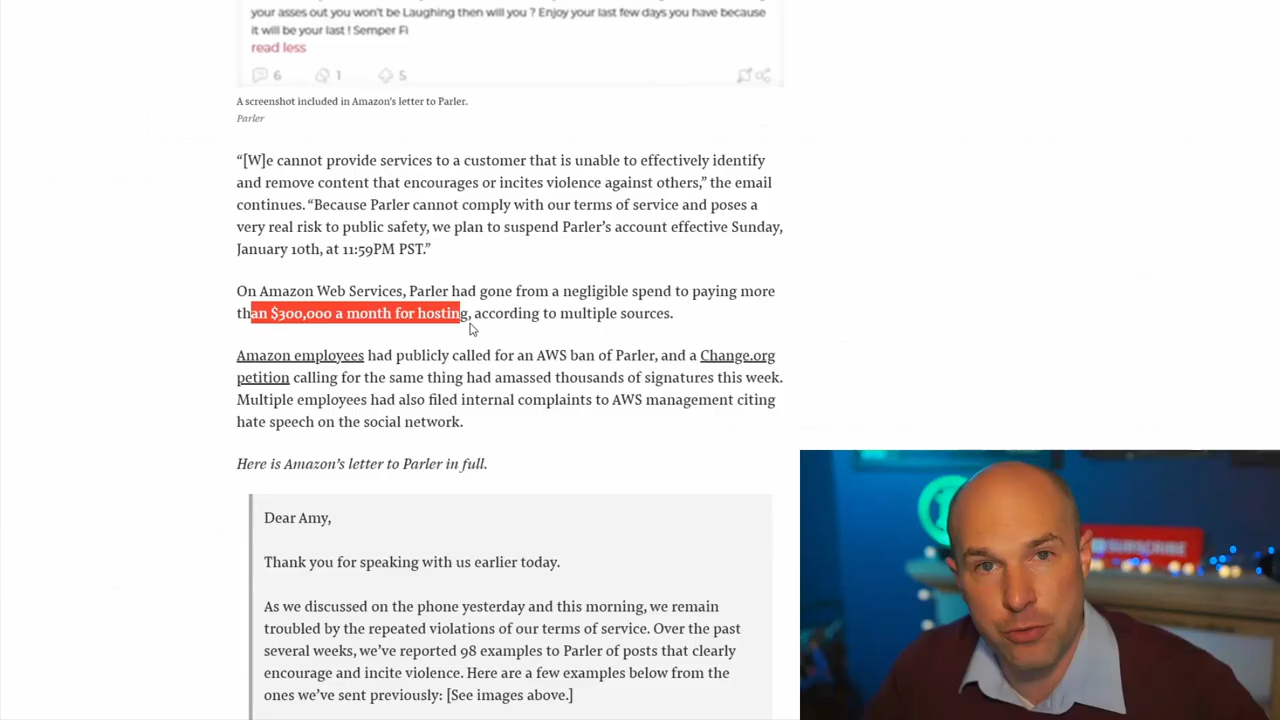 your asses out you won't be Laughing then will you ? Enjoy your last few days you have because
it will be your last ! Semper Fi
read less
6 1 5
A screenshot included in Amazon's letter to Parler.
Parler
“[W]e cannot provide services to a customer that is unable to effectively identify
and remove content that encourages or incites violence against others,” the email
continues. “Because Parler cannot comply with our terms of service and poses a
very real risk to public safety, we plan to suspend Parler’s account effective Sunday,
January 10th, at 11:59PM PST.”
On Amazon Web Services, Parler had gone from a negligible spend to paying more
than $300,000 a month for hosting, according to multiple sources.
Amazon employees had publicly called for an AWS ban of Parler, and a Change.org
petition calling for the same thing had amassed thousands of signatures this week.
Multiple employees had also filed internal complaints to AWS management citing
hate speech on the social network.
Here is Amazon’s letter to Parler in full.
Dear Amy,
Thank you for speaking with us earlier today.
As we discussed on the phone yesterday and this morning, we remain
troubled by the repeated violations of our terms of service. Over the past
several weeks, we’ve reported 98 examples to Parler of posts that clearly
encourage and incite violence. Here are a few examples below from the
ones we’ve sent previously: [See images above.]
SUBSCRIBE